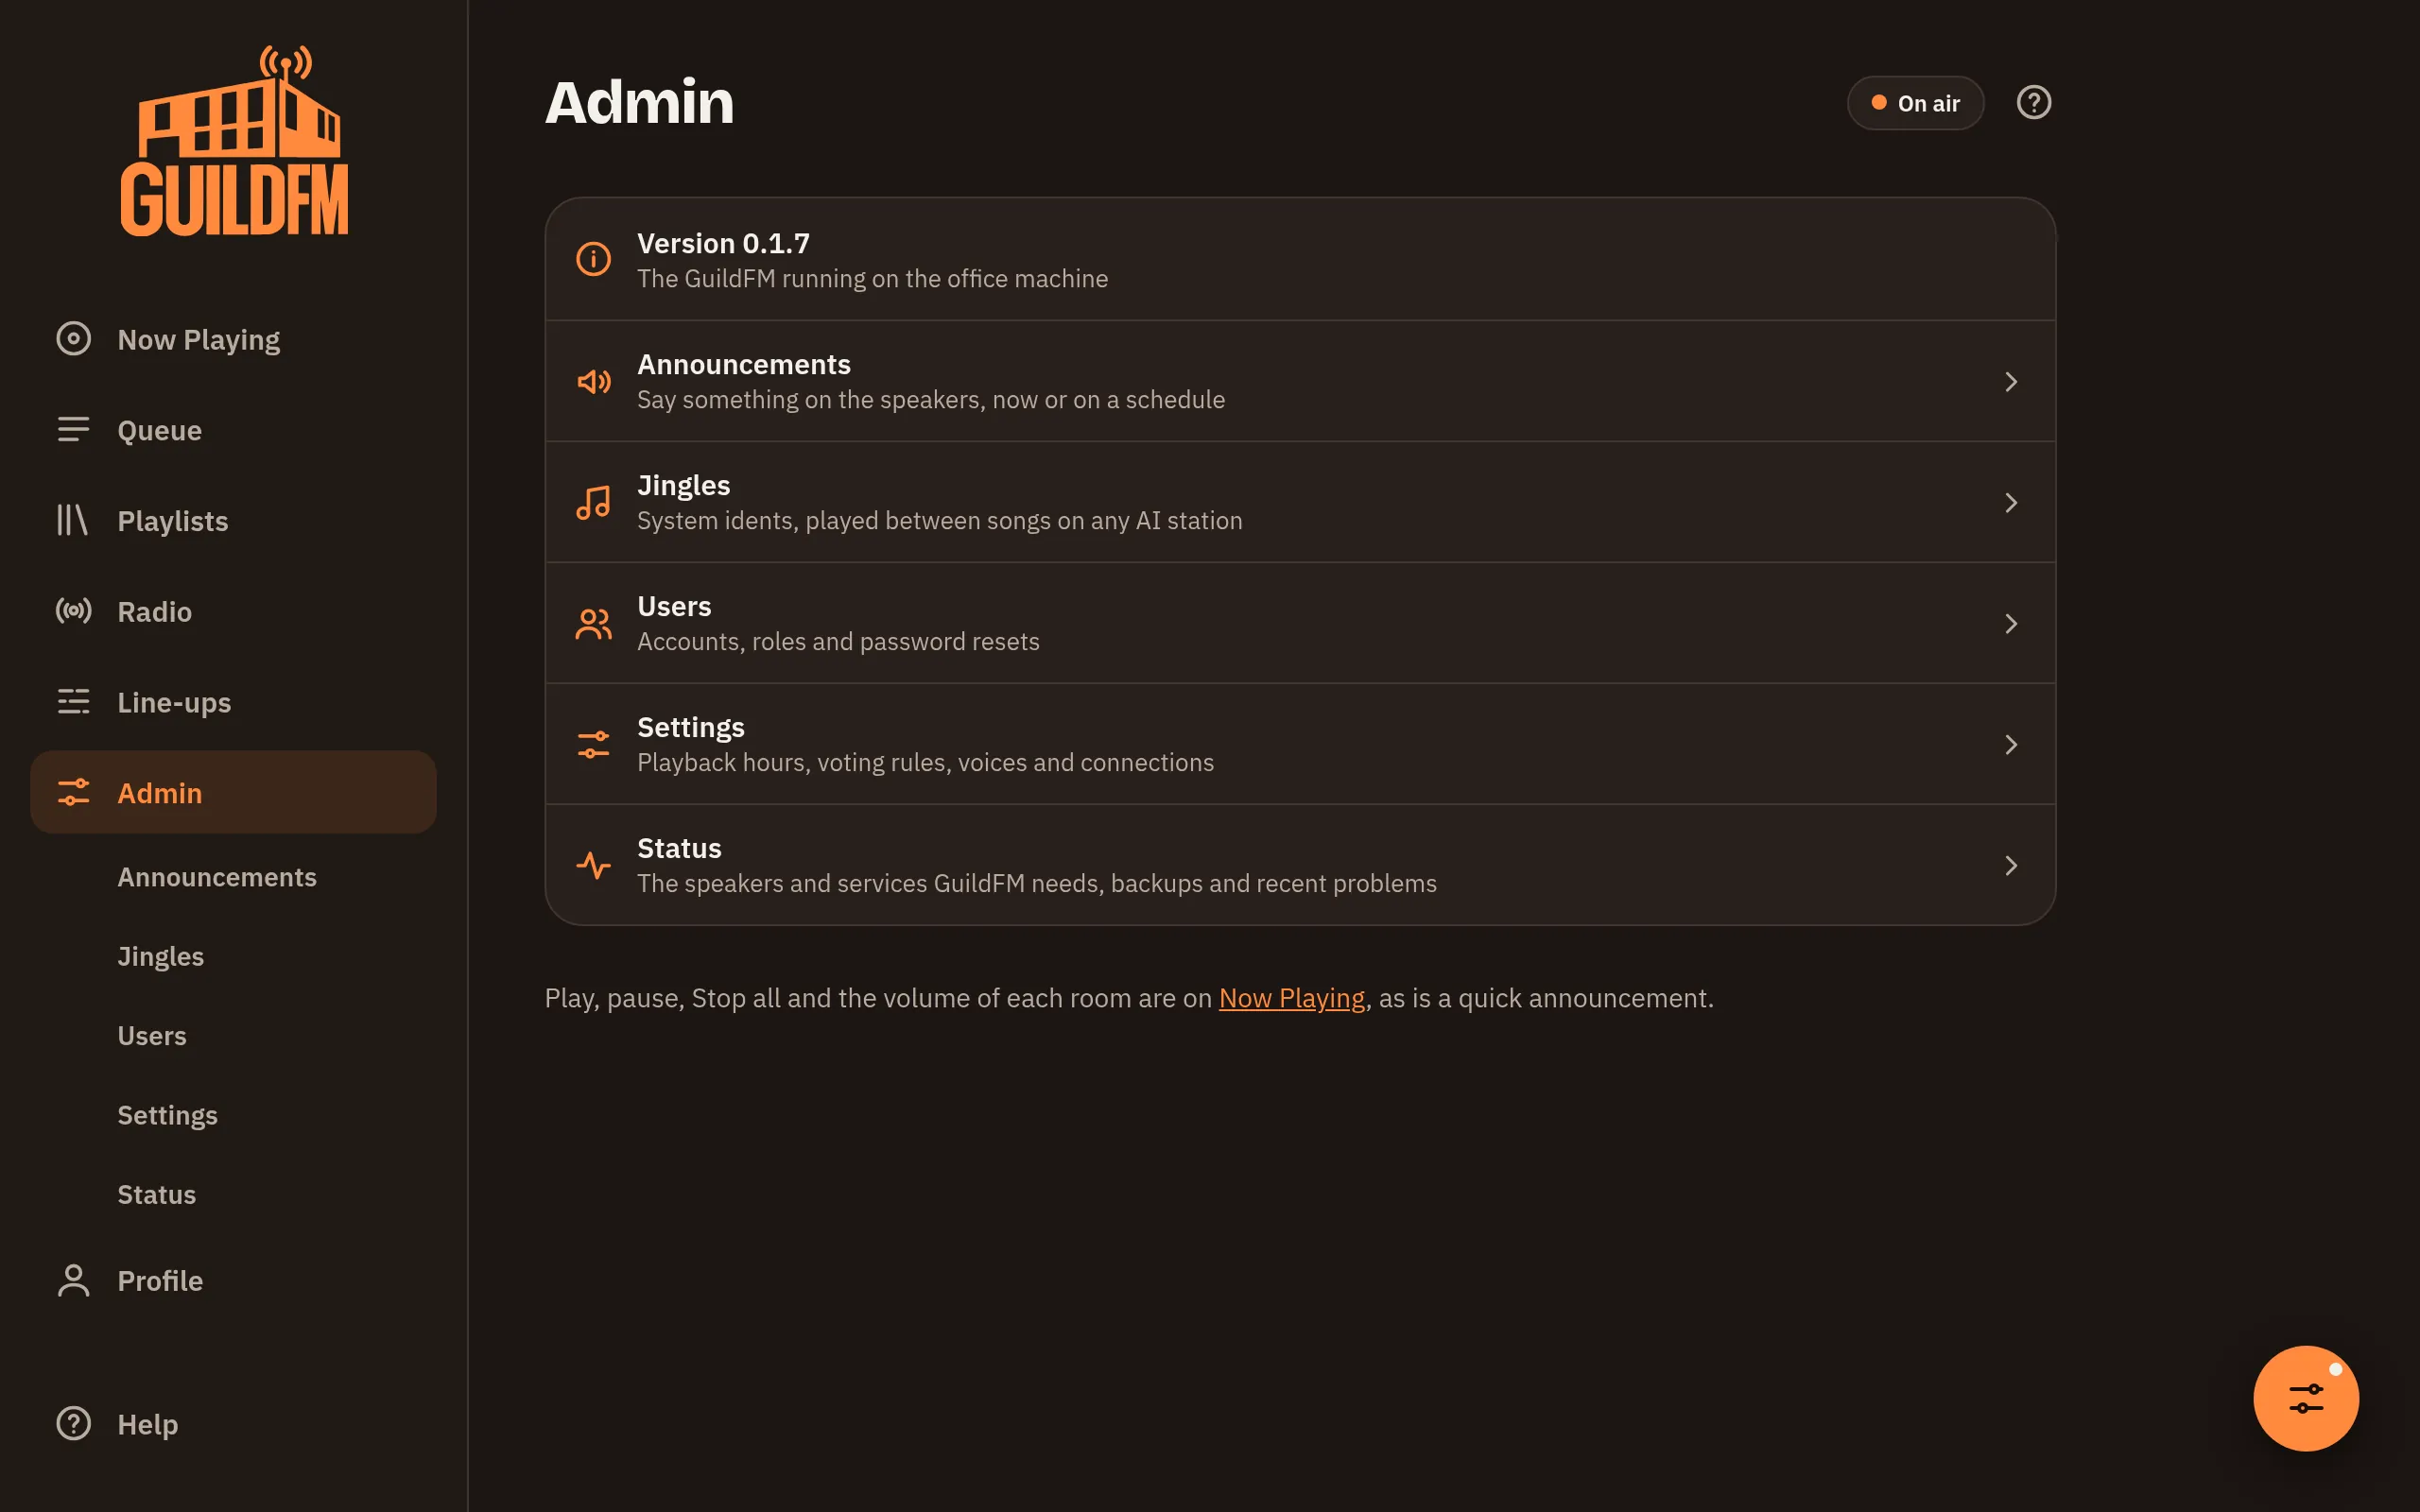 GUILDFM
Now Playing
Queue
Playlists
Radio
Line-ups
Admin
Announcements
Jingles
Users
Settings
Status
Profile
Help
Admin
On air
Version 0.1.7
The GuildFM running on the office machine
Announcements
Say something on the speakers, now or on a schedule
Jingles
System idents, played between songs on any AI station
Users
Accounts, roles and password resets
Settings
Playback hours, voting rules, voices and connections
Status
The speakers and services GuildFM needs, backups and recent problems
Play, pause, Stop all and the volume of each room are on Now Playing, as is a quick announcement.